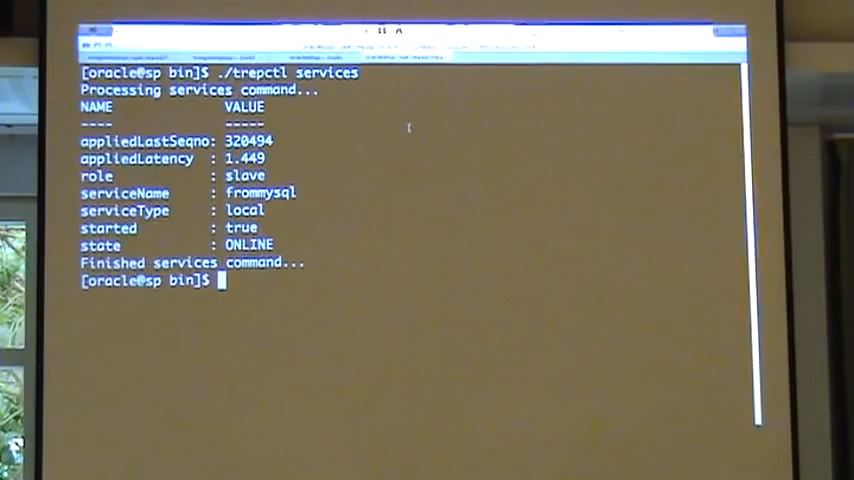 [oracle@sp bin]$ ./trepctl services
Processing services command...
NAME VALUE
---- -----
appliedLastSeqno: 320494
appliedLatency : 1.449
role : slave
serviceName : frommysql
serviceType : local
started : true
state : ONLINE
Finished services command...
[oracle@sp bin]$